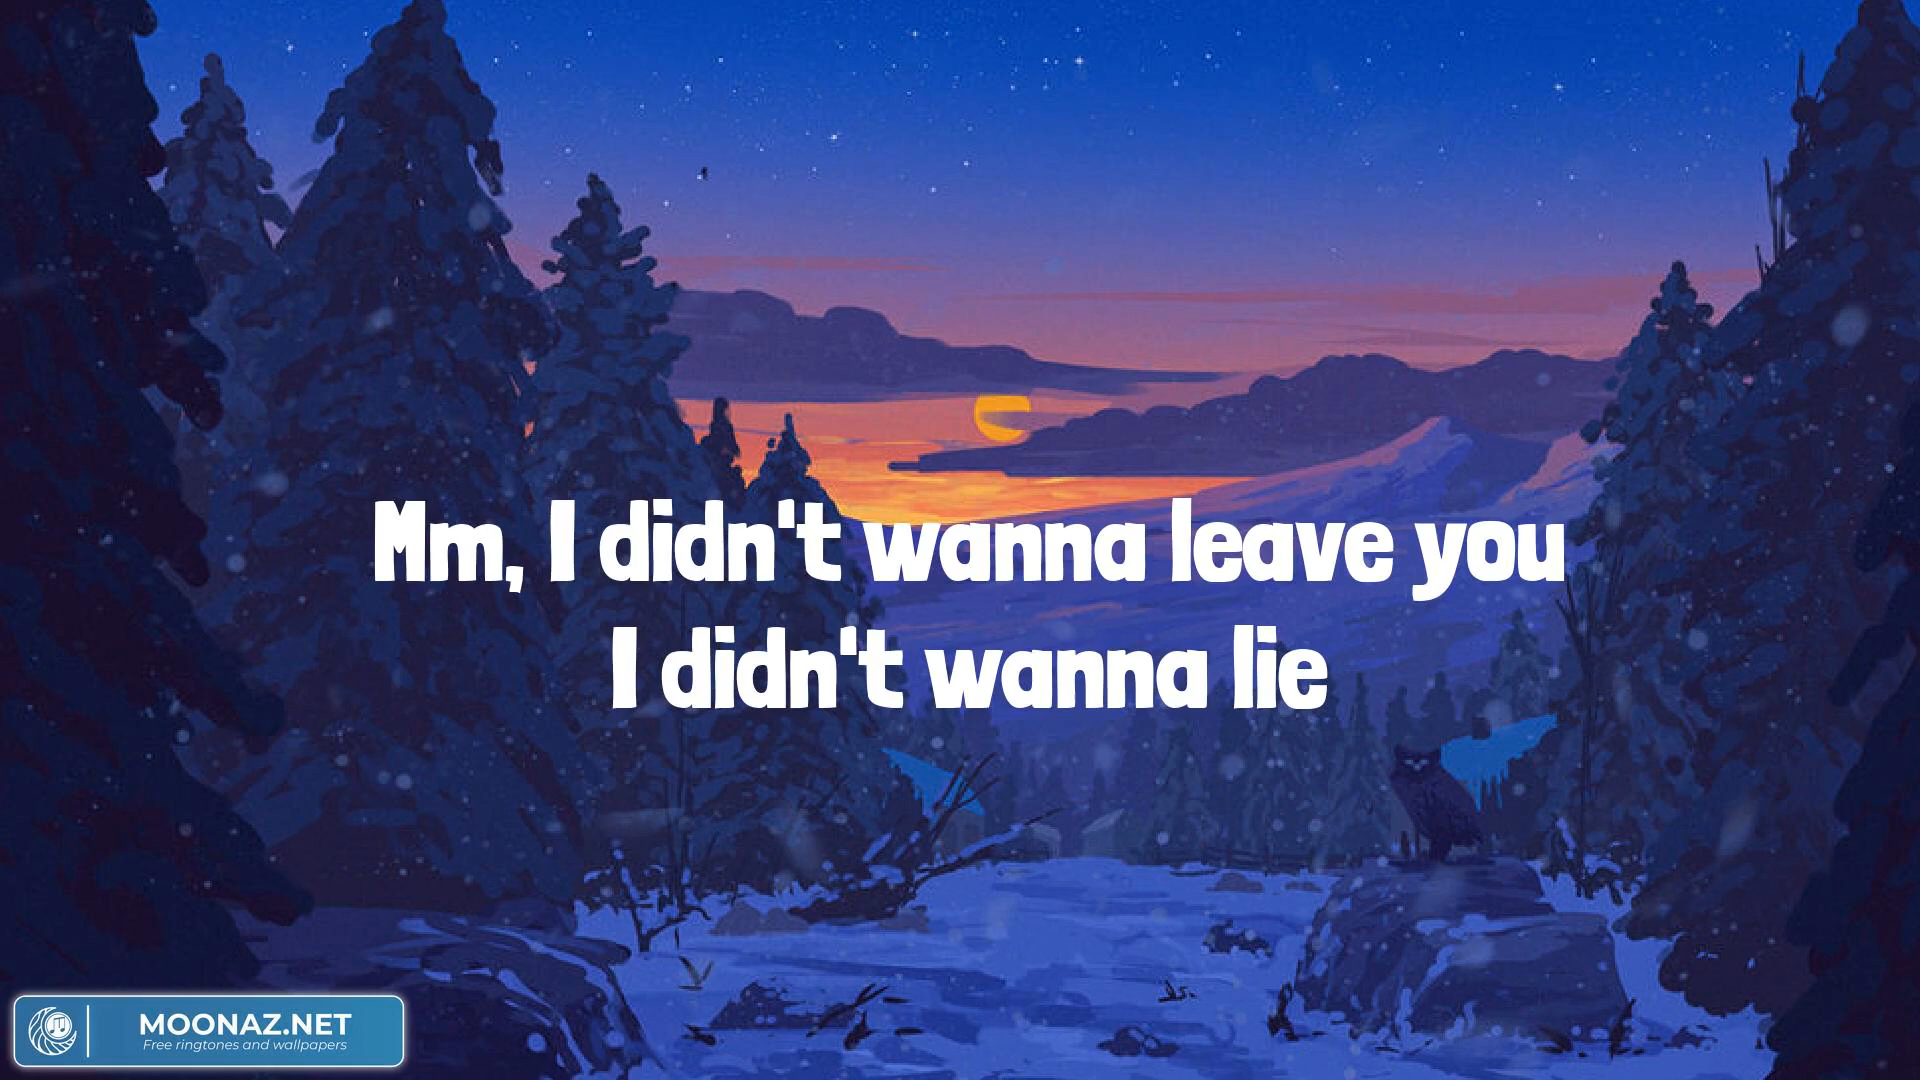 Mm, I didn't wanna leave you
I didn't wanna lie
MOONAZ.NET
Free ringtones and wallpapers